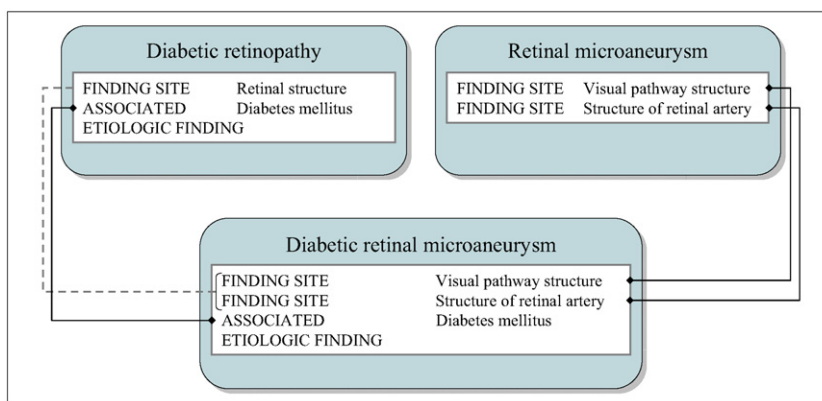 Diabetic retinopathy
FINDING SITE Retinal structure
ASSOCIATED Diabetes mellitus
ETIOLOGIC FINDING
Retinal microaneurysm
FINDING SITE Visual pathway structure
FINDING SITE Structure of retinal artery
Diabetic retinal microaneurysm
FINDING SITE Visual pathway structure
FINDING SITE Structure of retinal artery
ASSOCIATED Diabetes mellitus
ETIOLOGIC FINDING